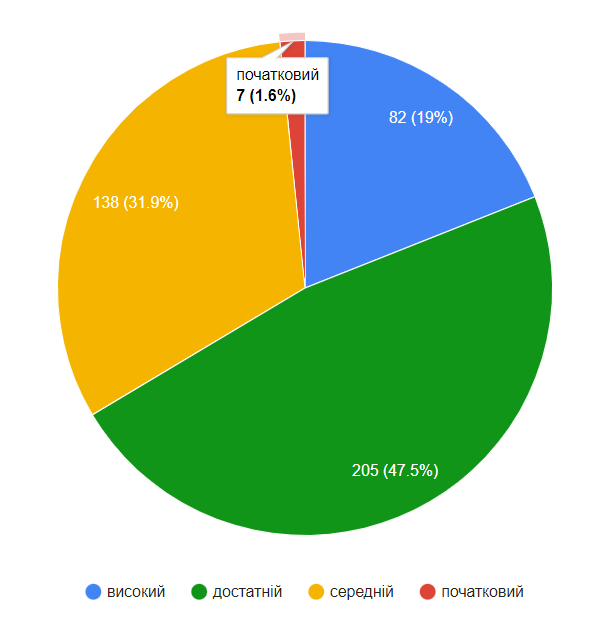 початковий
7 (1.6%)
82 (19%)
138 (31.9%)
205 (47.5%)
високий
достатній
середній
початковий